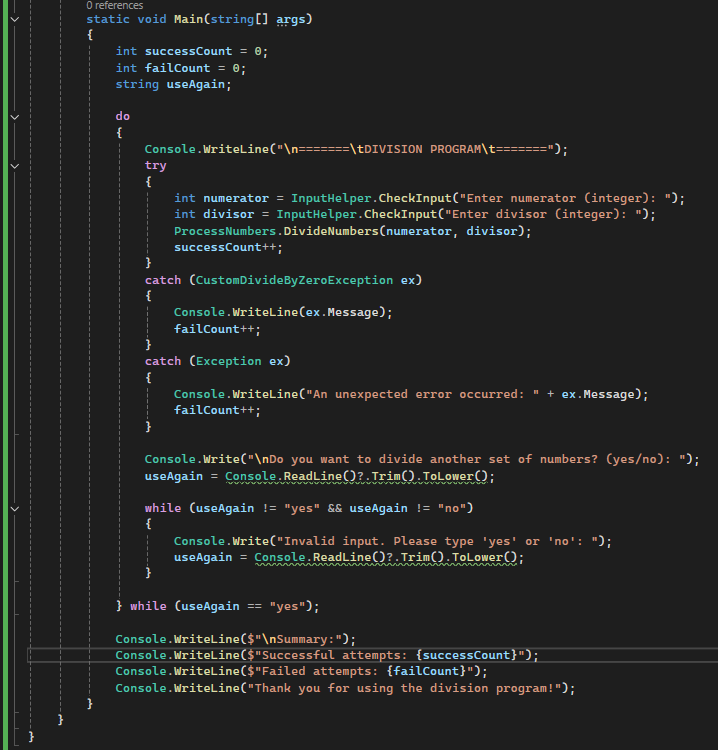 0 references
static void Main(string[] args)
{
int successCount = 0;
int failCount = 0;
string useAgain;
do
{
Console.WriteLine("\n=======\tDIVISION PROGRAM\t=======");
try
{
int numerator = InputHelper.CheckInput("Enter numerator (integer): ");
int divisor = InputHelper.CheckInput("Enter divisor (integer): ");
ProcessNumbers.DivideNumbers(numerator, divisor);
successCount++;
}
catch (CustomDivideByZeroException ex)
{
Console.WriteLine(ex.Message);
failCount++;
}
catch (Exception ex)
{
Console.WriteLine("An unexpected error occurred: " + ex.Message);
failCount++;
}
Console.Write("\nDo you want to divide another set of numbers? (yes/no): ");
useAgain = Console.ReadLine()?.Trim().ToLower();
while (useAgain != "yes" && useAgain != "no")
{
Console.Write("Invalid input. Please type 'yes' or 'no': ");
useAgain = Console.ReadLine()?.Trim().ToLower();
}
} while (useAgain == "yes");
Console.WriteLine($"\nSummary:");
Console.WriteLine($"Successful attempts: {successCount}");
Console.WriteLine($"Failed attempts: {failCount}");
Console.WriteLine("Thank you for using the division program!");
}
}
}